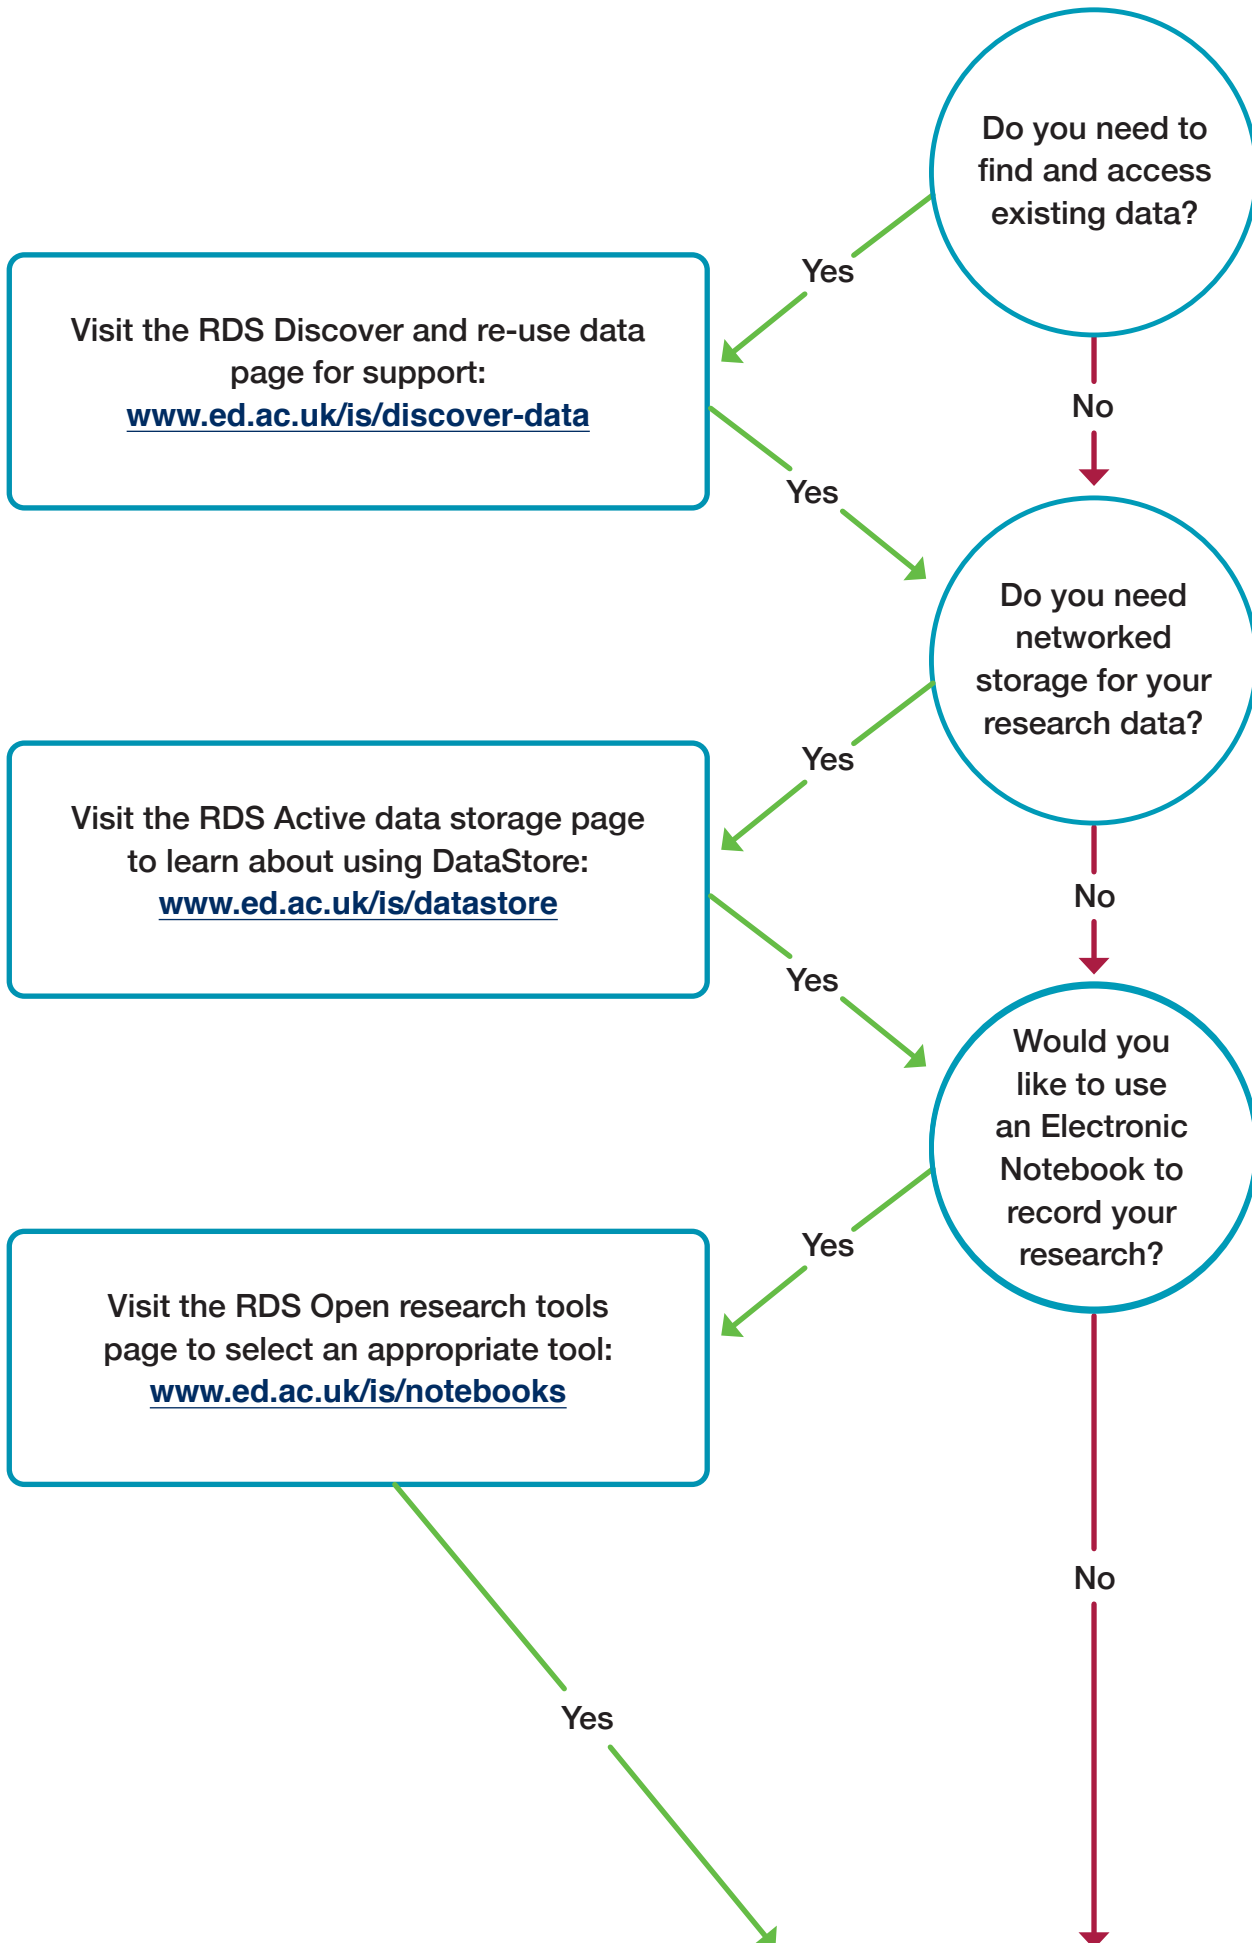 Do you need to
find and access
existing data?
Yes
No
Visit the RDS Discover and re-use data
page for support:
www.ed.ac.uk/is/discover-data
Yes
Do you need
networked
storage for your
research data?
Yes
No
Visit the RDS Active data storage page
to learn about using DataStore:
www.ed.ac.uk/is/datastore
Yes
Would you
like to use
an Electronic
Notebook to
record your
research?
Yes
No
Visit the RDS Open research tools
page to select an appropriate tool:
www.ed.ac.uk/is/notebooks
Yes